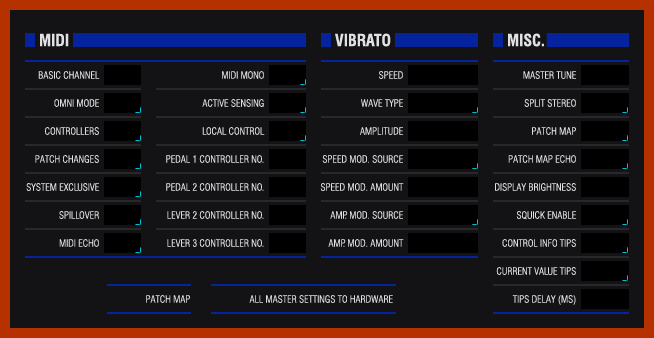 MIDI
BASIC CHANNEL
OMNI MODE
CONTROLLERS
PATCH CHANGES
SYSTEM EXCLUSIVE
SPILLOVER
MIDI ECHO
MIDI MONO
ACTIVE SENSING
LOCAL CONTROL
PEDAL 1 CONTROLLER NO.
PEDAL 2 CONTROLLER NO.
LEVER 2 CONTROLLER NO.
LEVER 3 CONTROLLER NO.
VIBRATO
SPEED
WAVE TYPE
AMPLITUDE
SPEED MOD. SOURCE
SPEED MOD. AMOUNT
AMP. MOD. SOURCE
AMP. MOD. AMOUNT
MISC.
MASTER TUNE
SPLIT STEREO
PATCH MAP
PATCH MAP ECHO
DISPLAY BRIGHTNESS
SQUICK ENABLE
CONTROL INFO TIPS
CURRENT VALUE TIPS
TIPS DELAY (MS)
PATCH MAP
ALL MASTER SETTINGS TO HARDWARE